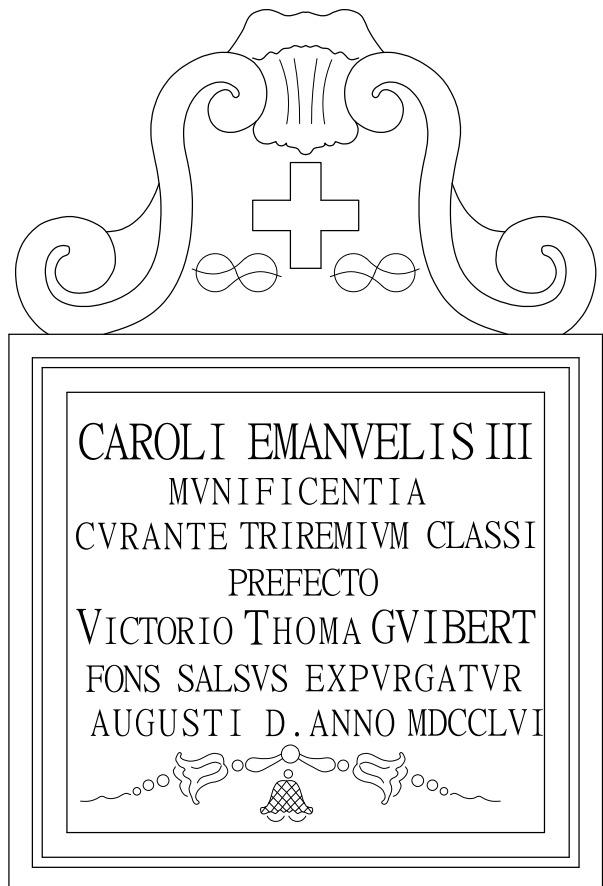 CAROLI EMANVELIS III
MVNIFICENTIA
CVRANTE TRIREMIVM CLASSI
PREFECTO
VICTORIO THOMA GVIBERT
FONS SALSVS EXPVRGATVR
AUGUSTI D. ANNO MDCCLVI